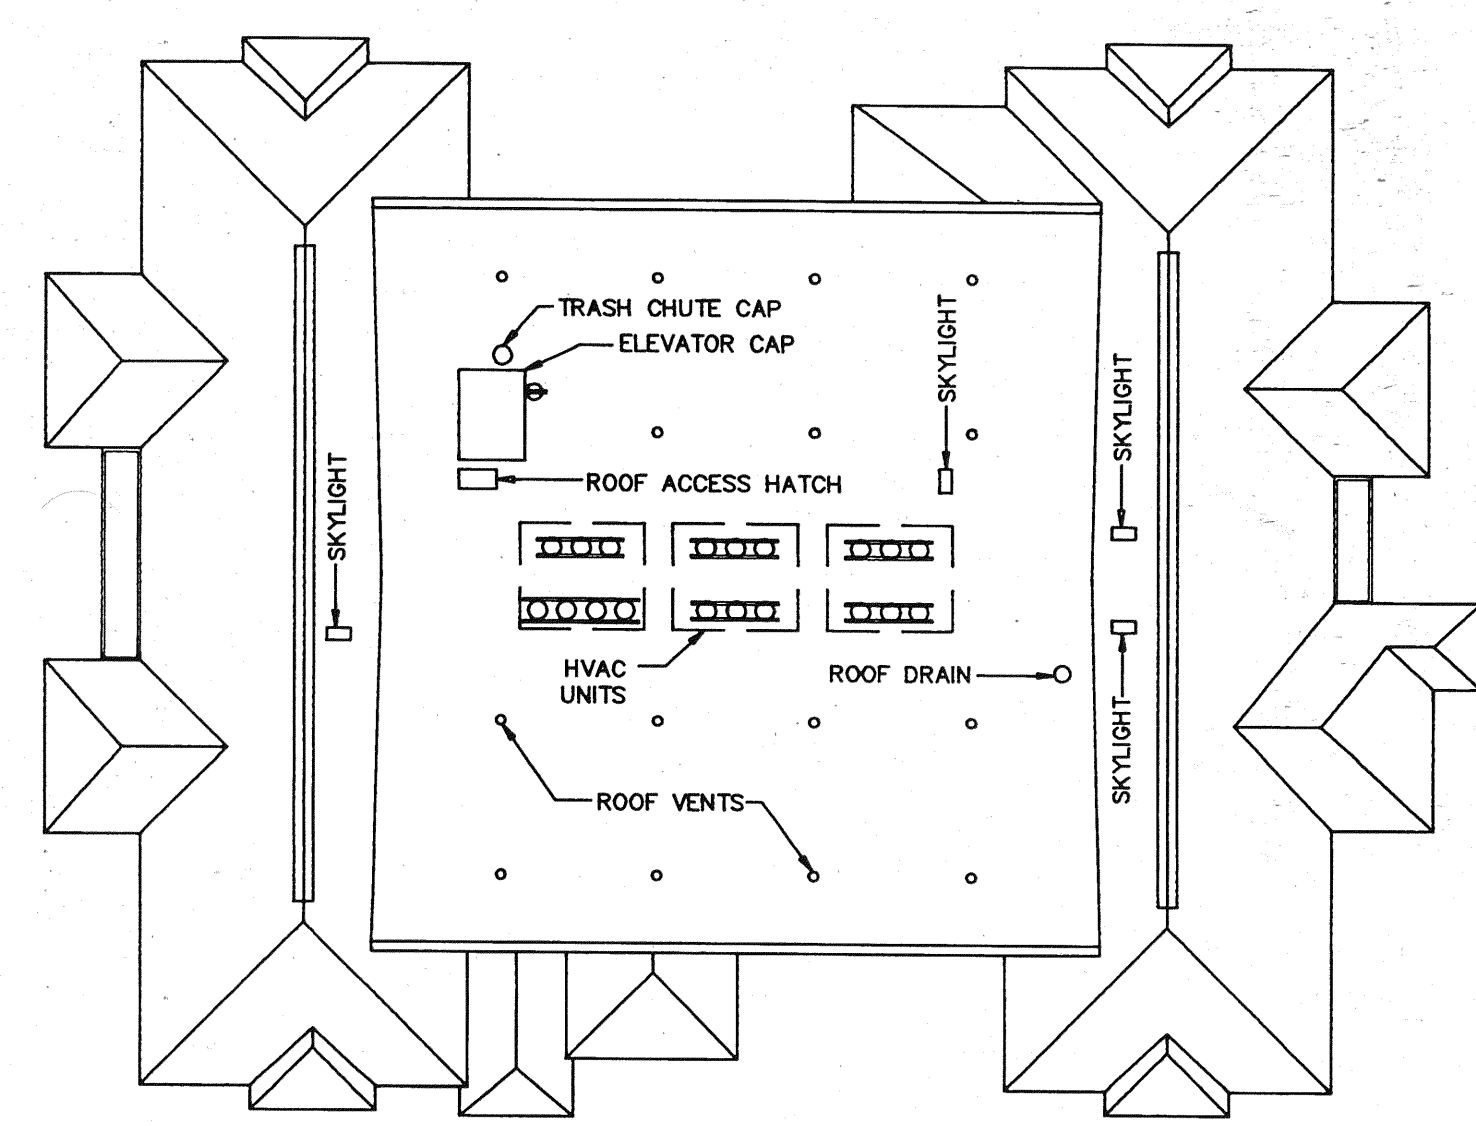 TRASH CHUTE CAP
ELEVATOR CAP
SKYLIGHT
SKYLIGHT
SKYLIGHT
ROOF ACCESS HATCH
HVAC
UNITS
ROOF DRAIN
SKYLIGHT
ROOF VENTS